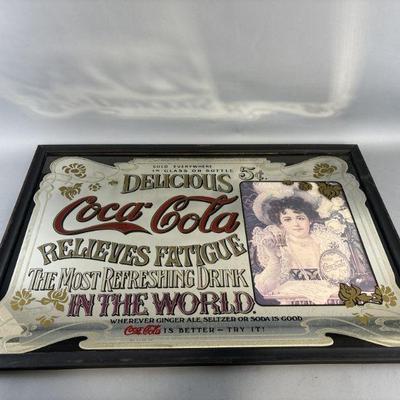 SOLD EVERYWHERE
IN GLASS OR BOTTLE
DELICIOUS 5¢.
Coca-Cola
RELIEVES FATIGUE
THE MOST REFRESHING DRINK
IN THE WORLD.
WHEREVER GINGER ALE, SELTZER OR SODA IS GOOD
Coca-Cola IS BETTER – TRY IT!